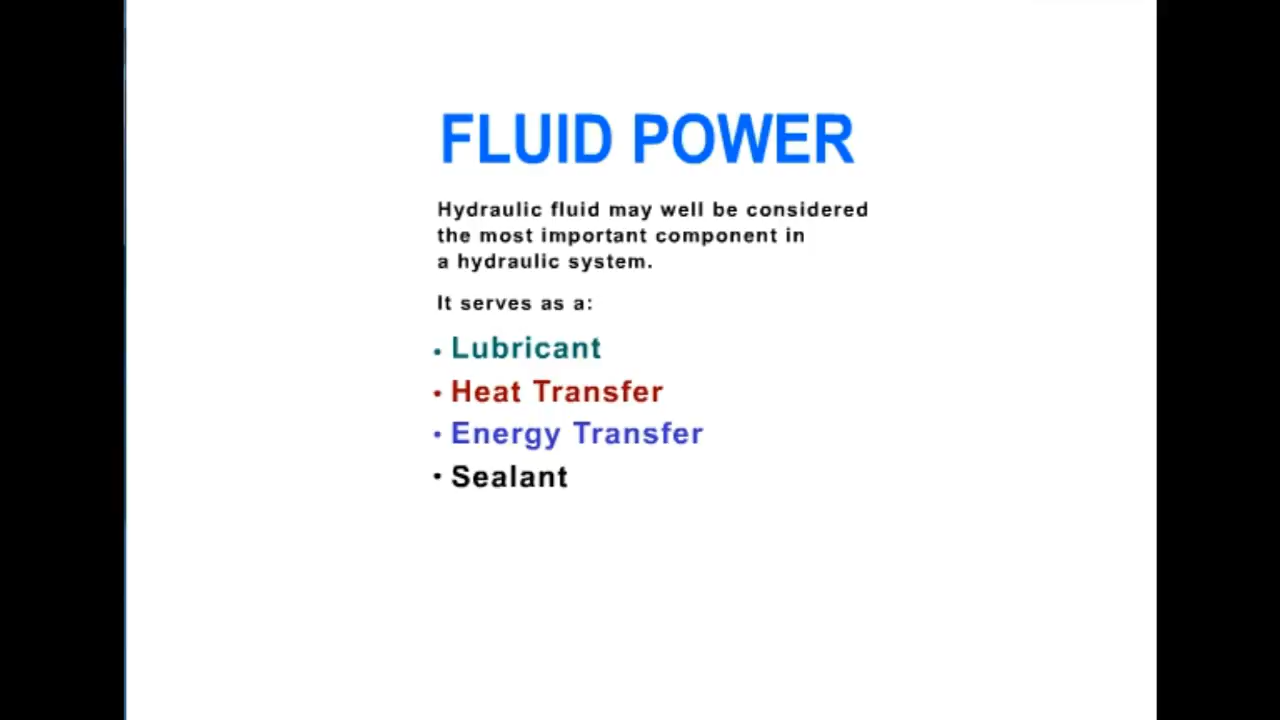 FLUID POWER
Hydraulic fluid may well be considered
the most important component in
a hydraulic system.
It serves as a:
• Lubricant
• Heat Transfer
• Energy Transfer
• Sealant